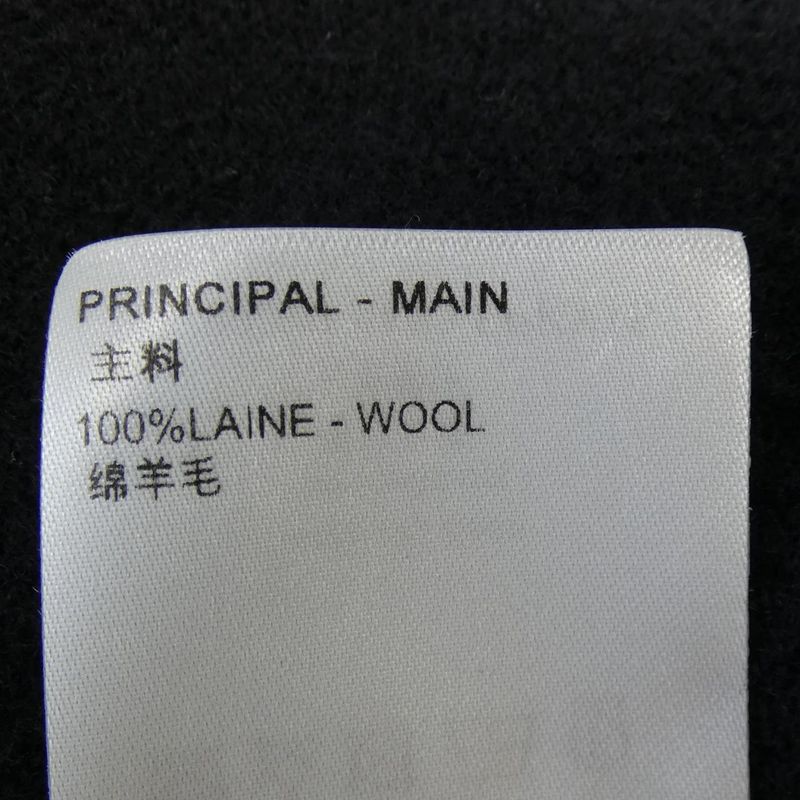 PRINCIPAL - MAIN
主料
100%LAINE - WOOL
绵羊毛